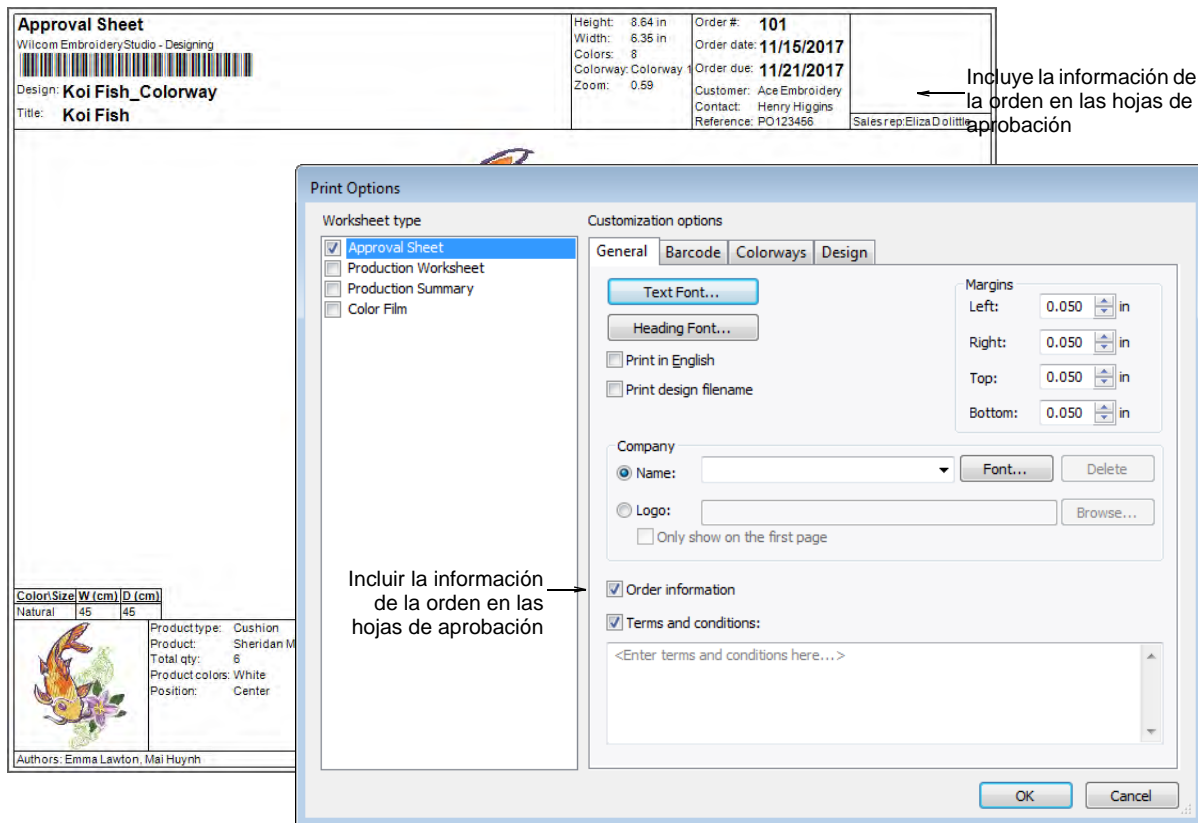 Approval Sheet
Wilcom EmbroideryStudio - Designing
Design: Koi Fish_Colorway
Title: Koi Fish
Height: 8.64 in
Width: 6.35 in
Colors: 8
Colorway: Colorway 1
Zoom: 0.59
Order #: 101
Order date: 11/15/2017
Order due: 11/21/2017
Customer: Ace Embroidery
Contact: Henry Higgins
Reference: PO123456
Sales rep: Eliza Dolittle
Incluye la información de
la orden en las hojas de
aprobación
Print Options
Worksheet type
Approval Sheet
Production Worksheet
Production Summary
Color Film
Customization options
General
Barcode
Colorways
Design
Text Font...
Heading Font...
Print in English
Print design filename
Margins
Left: 0.050 in
Right: 0.050 in
Top: 0.050 in
Bottom: 0.050 in
Company
Name:
Font...
Delete
Logo:
Browse...
Only show on the first page
Incluir la información
de la orden en las
hojas de aprobación
Order information
Terms and conditions:
<Enter terms and conditions here...>
OK
Cancel
Color\Size W (cm) D (cm)
Natural 45 45
Product type: Cushion
Product: Sheridan M
Total qty: 6
Product colors: White
Position: Center
Authors: Emma Lawton, Mai Huynh